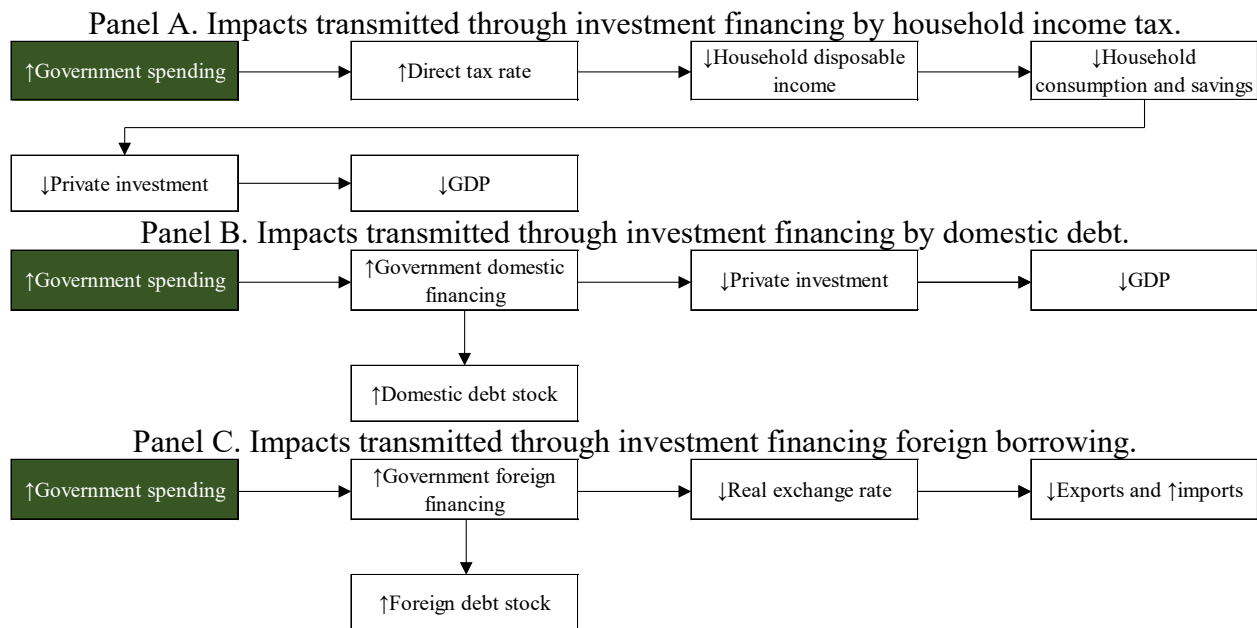 Panel A. Impacts transmitted through investment financing by household income tax.
↑Government spending
↑Direct tax rate
↓Household disposable
income
↓Household
consumption and savings
↓Private investment
↓GDP
Panel B. Impacts transmitted through investment financing by domestic debt.
↑Government spending
↑Government domestic
financing
↓Private investment
↓GDP
↑Domestic debt stock
Panel C. Impacts transmitted through investment financing foreign borrowing.
↑Government spending
↑Government foreign
financing
↓Real exchange rate
↓Exports and ↑imports
↑Foreign debt stock